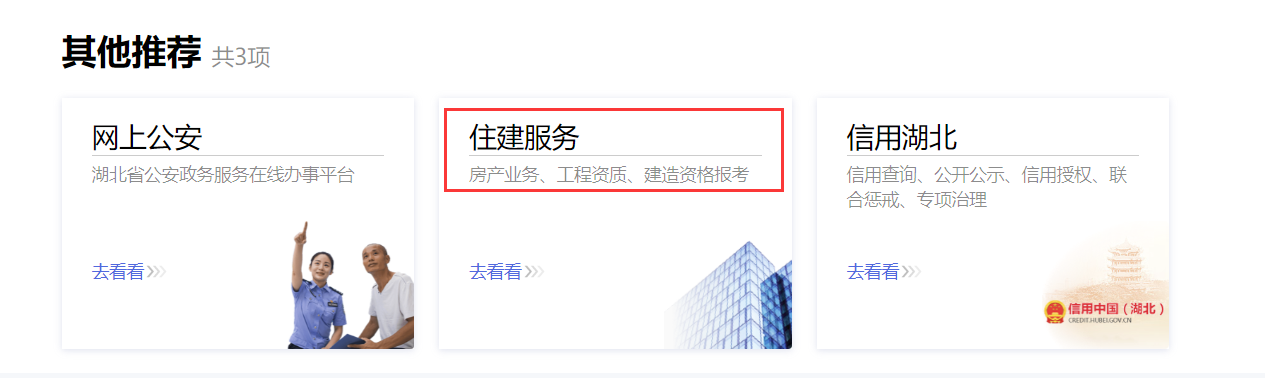 其他推荐 共3项
网上公安
湖北省公安政务服务在线办事平台
去看看
住建服务
房产业务、工程资质、建造资格报考
去看看
信用湖北
信用查询、公开公示、信用授权、联
合惩戒、专项治理
去看看
信用中国（湖北）
CREDIT.HUBEI.GOV.CN